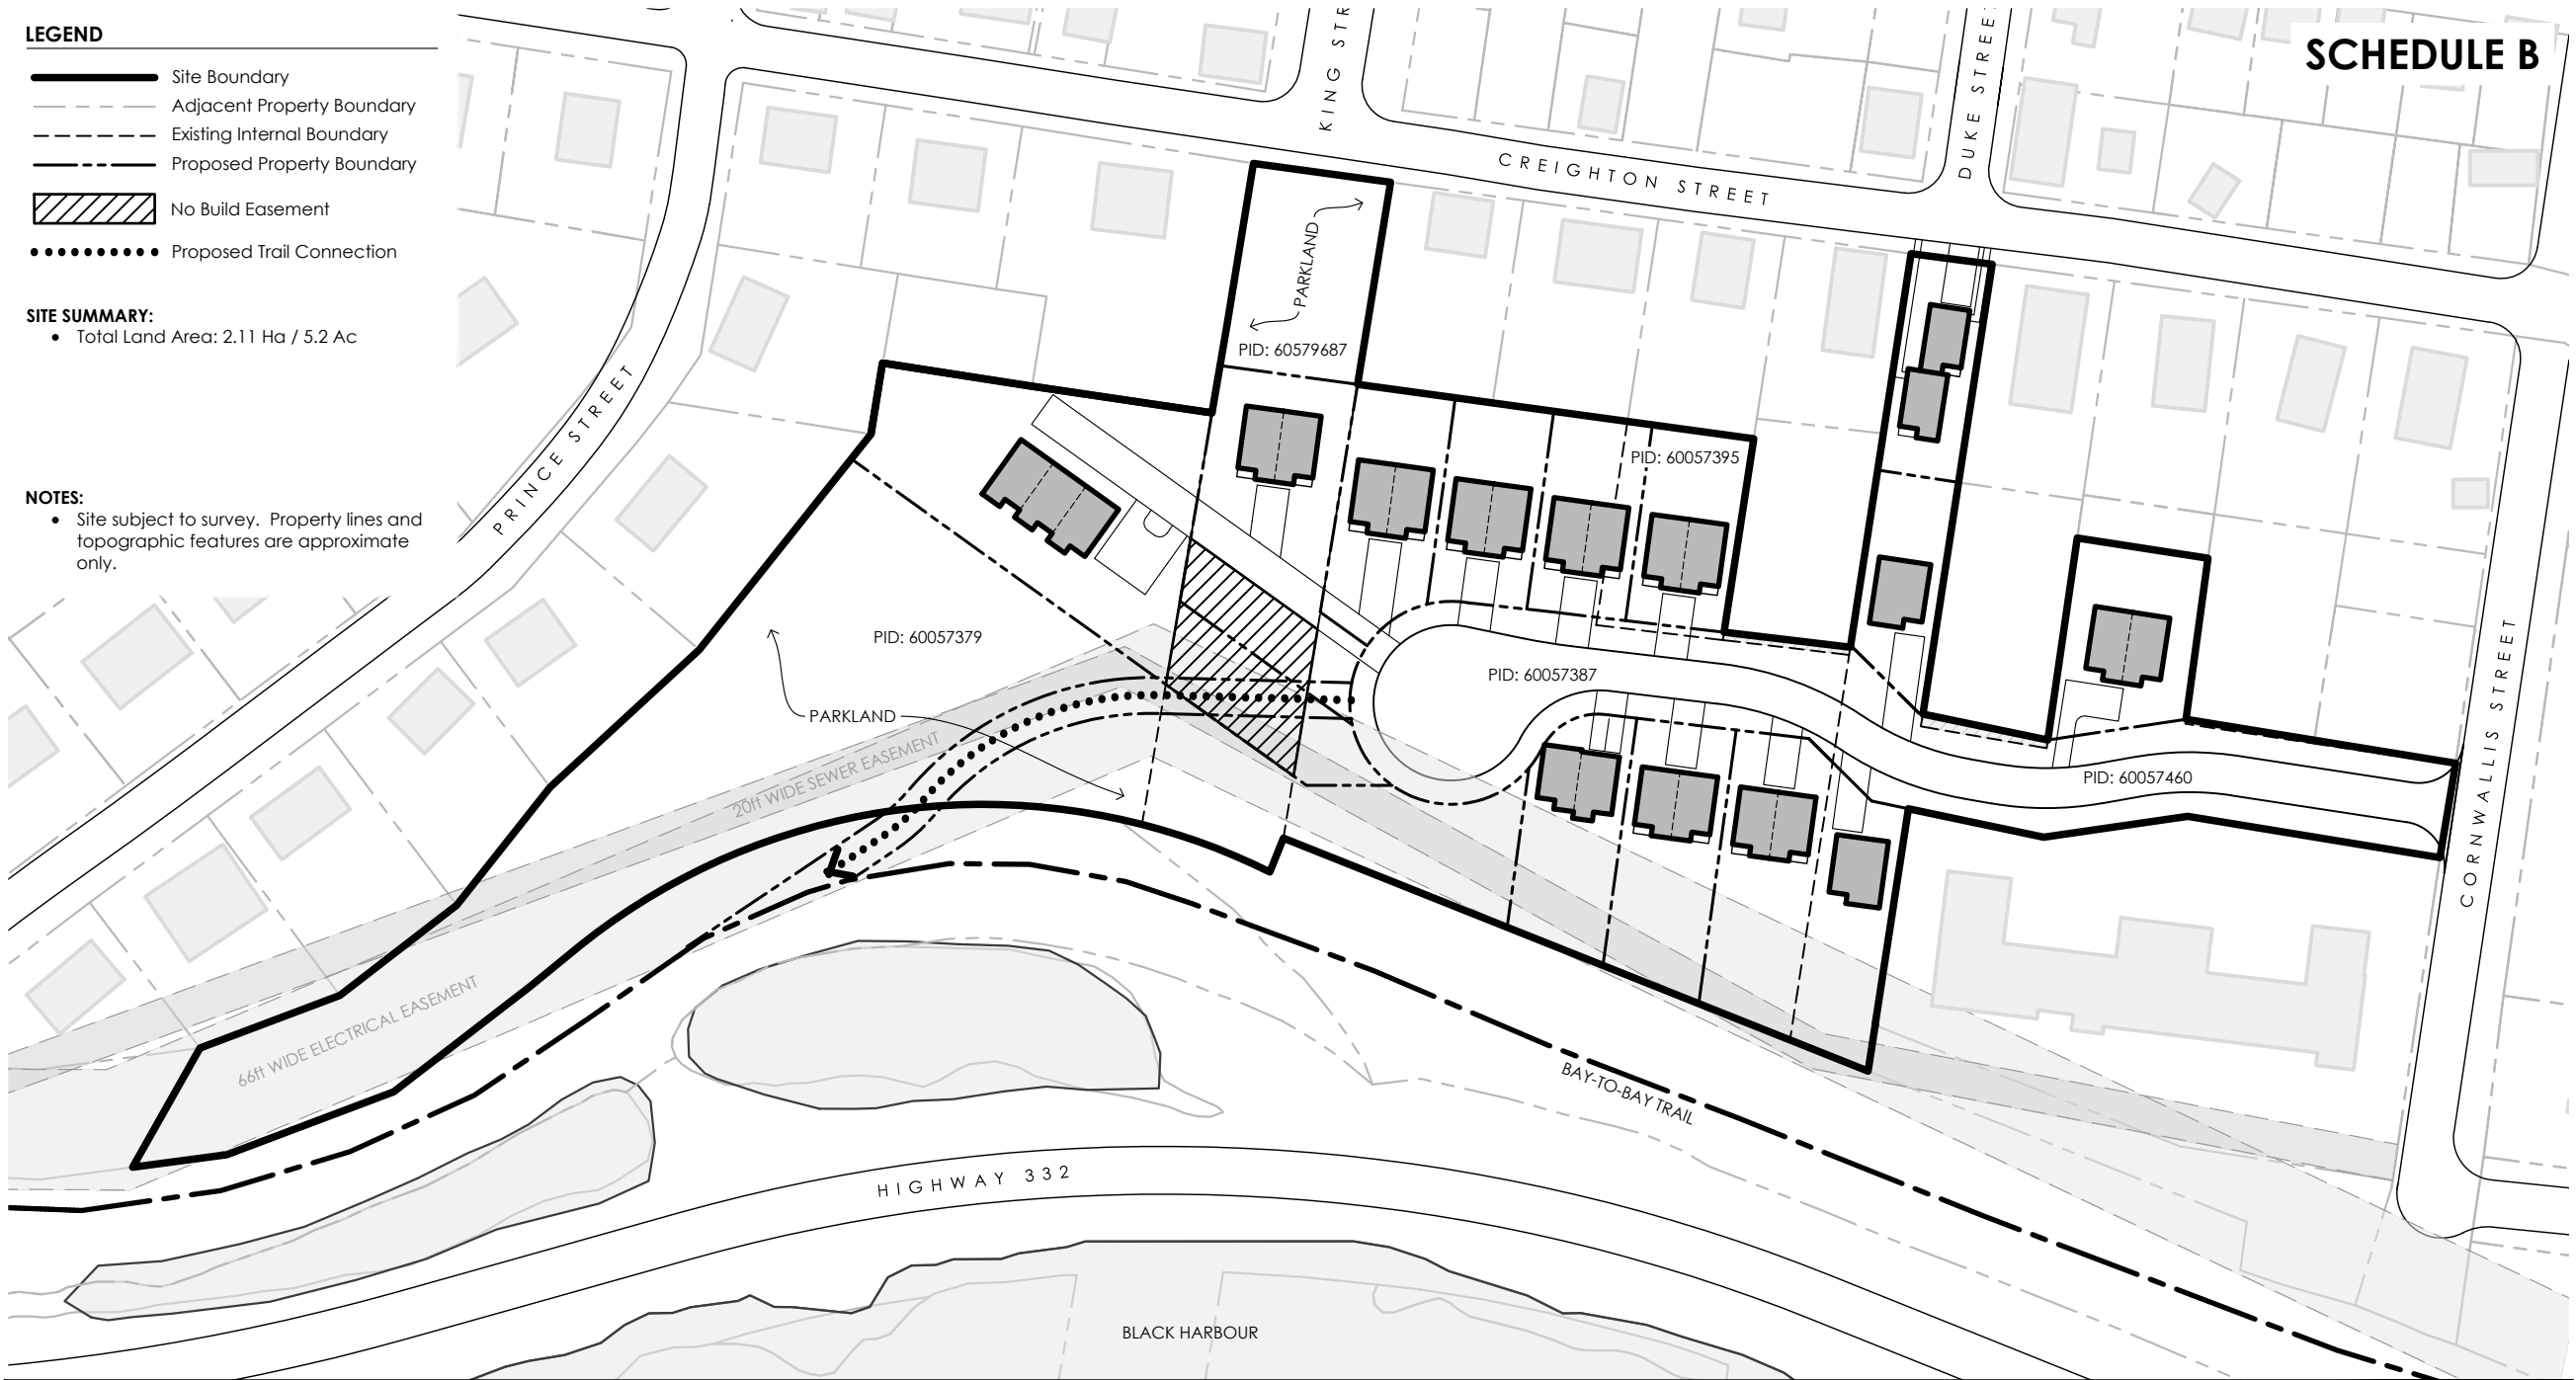 LEGEND
Site Boundary
Adjacent Property Boundary
Existing Internal Boundary
Proposed Property Boundary
No Build Easement
Proposed Trail Connection
SITE SUMMARY:
• Total Land Area: 2.11 Ha / 5.2 Ac
NOTES:
• Site subject to survey. Property lines and
topographic features are approximate
only.
SCHEDULE B
KING STR
DUKE STREET
CREIGHTON STREET
PRINCE STREET
CORNWALLIS STREET
PARKLAND
PID: 60579687
PID: 60057395
PID: 60057379
PID: 60057387
PARKLAND
PID: 60057460
20ft WIDE SEWER EASEMENT
66ft WIDE ELECTRICAL EASEMENT
BAY-TO-BAY TRAIL
HIGHWAY 332
BLACK HARBOUR